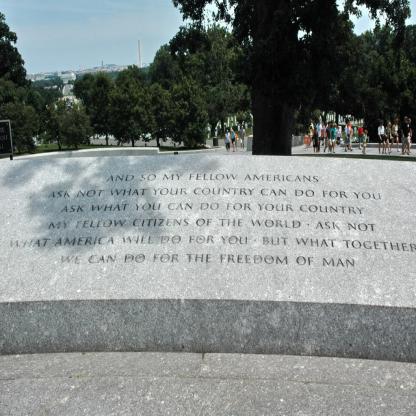 AND SO MY FELLOW AMERICANS
ASK NOT WHAT YOUR COUNTRY CAN DO FOR YOU
ASK WHAT YOU CAN DO FOR YOUR COUNTRY
MY FELLOW CITIZENS OF THE WORLD · ASK NOT
WHAT AMERICA WILL DO FOR YOU · BUT WHAT TOGETHER
WE CAN DO FOR THE FREEDOM OF MAN